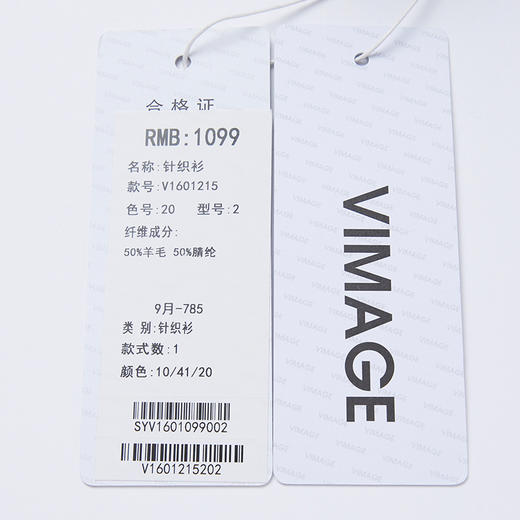 合格证
RMB:1099
名称:针织衫
款号:V1601215
色号:20 型号:2
纤维成分:
50%羊毛 50%腈纶
9月-785
类 别:针织衫
款式数:1
颜色:10/41/20
SYV1601099002
V1601215202
VIMAGE